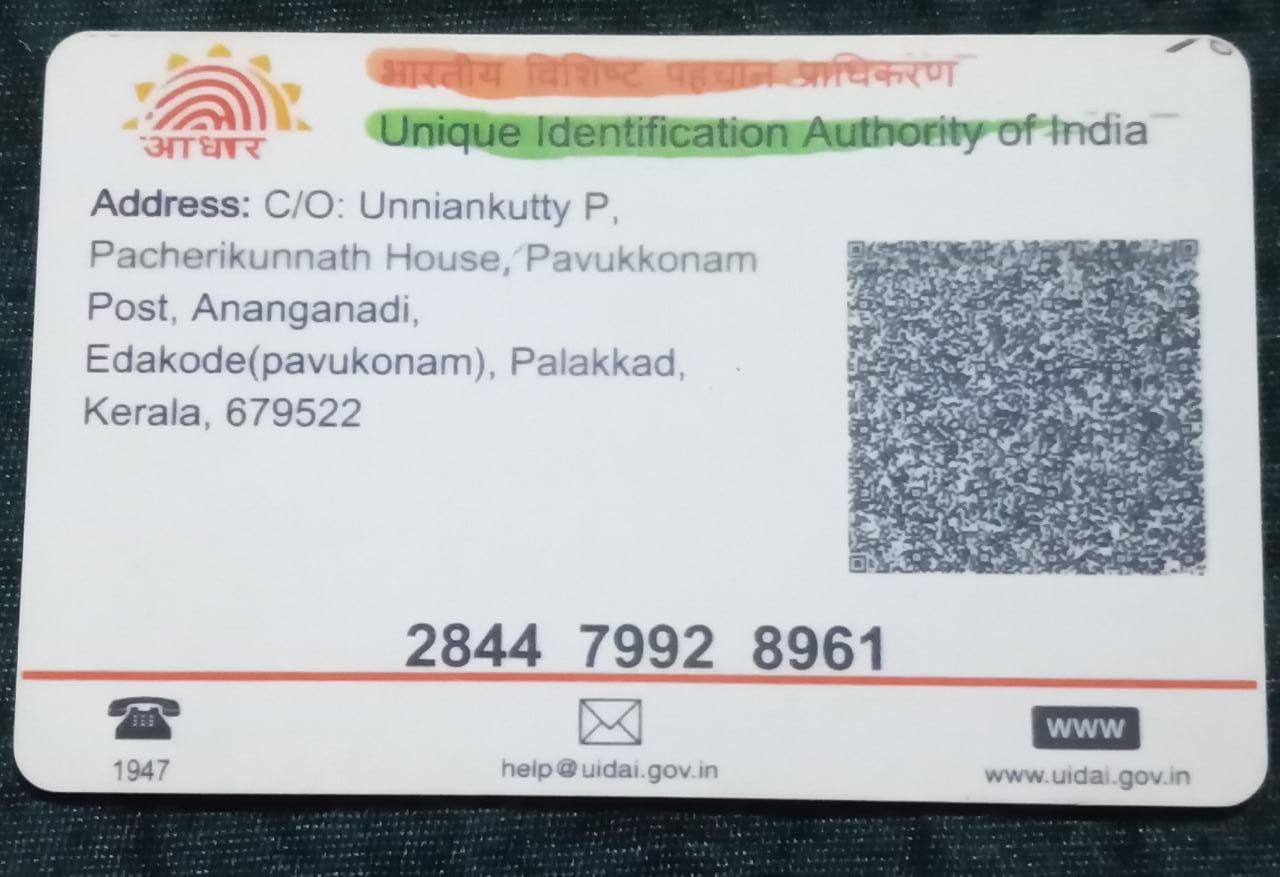 भारतीय विशिष्ट पहचान प्राधिकरण
आधार
Unique Identification Authority of India
Address: C/O: Unniankutty P,
Pacherikunnath House, Pavukkonam
Post, Ananganadi,
Edakode(pavukonam), Palakkad,
Kerala, 679522
2844 7992 8961
WWW
1947
help@uidai.gov.in
www.uidai.gov.in